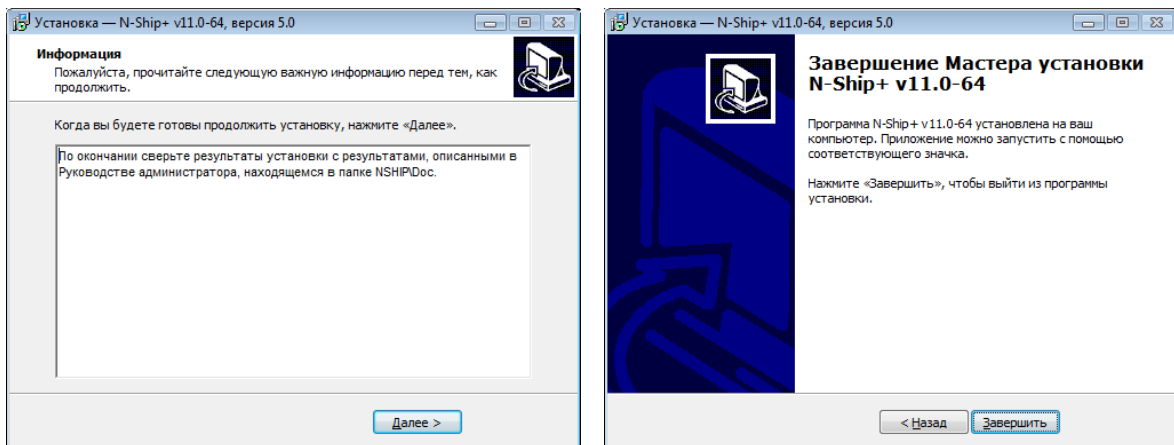 Установка — N-Ship+ v11.0-64, версия 5.0
Информация
Пожалуйста, прочитайте следующую важную информацию перед тем, как
продолжить.
Когда вы будете готовы продолжить установку, нажмите «Далее».
По окончании сверьте результаты установки с результатами, описанными в
Руководстве администратора, находящемся в папке NSHIP\Doc.
Далее >
Установка — N-Ship+ v11.0-64, версия 5.0
Завершение Мастера установки
N-Ship+ v11.0-64
Программа N-Ship+ v11.0-64 установлена на ваш
компьютер. Приложение можно запустить с помощью
соответствующего значка.
Нажмите «Завершить», чтобы выйти из программы
установки.
< Назад
Завершить